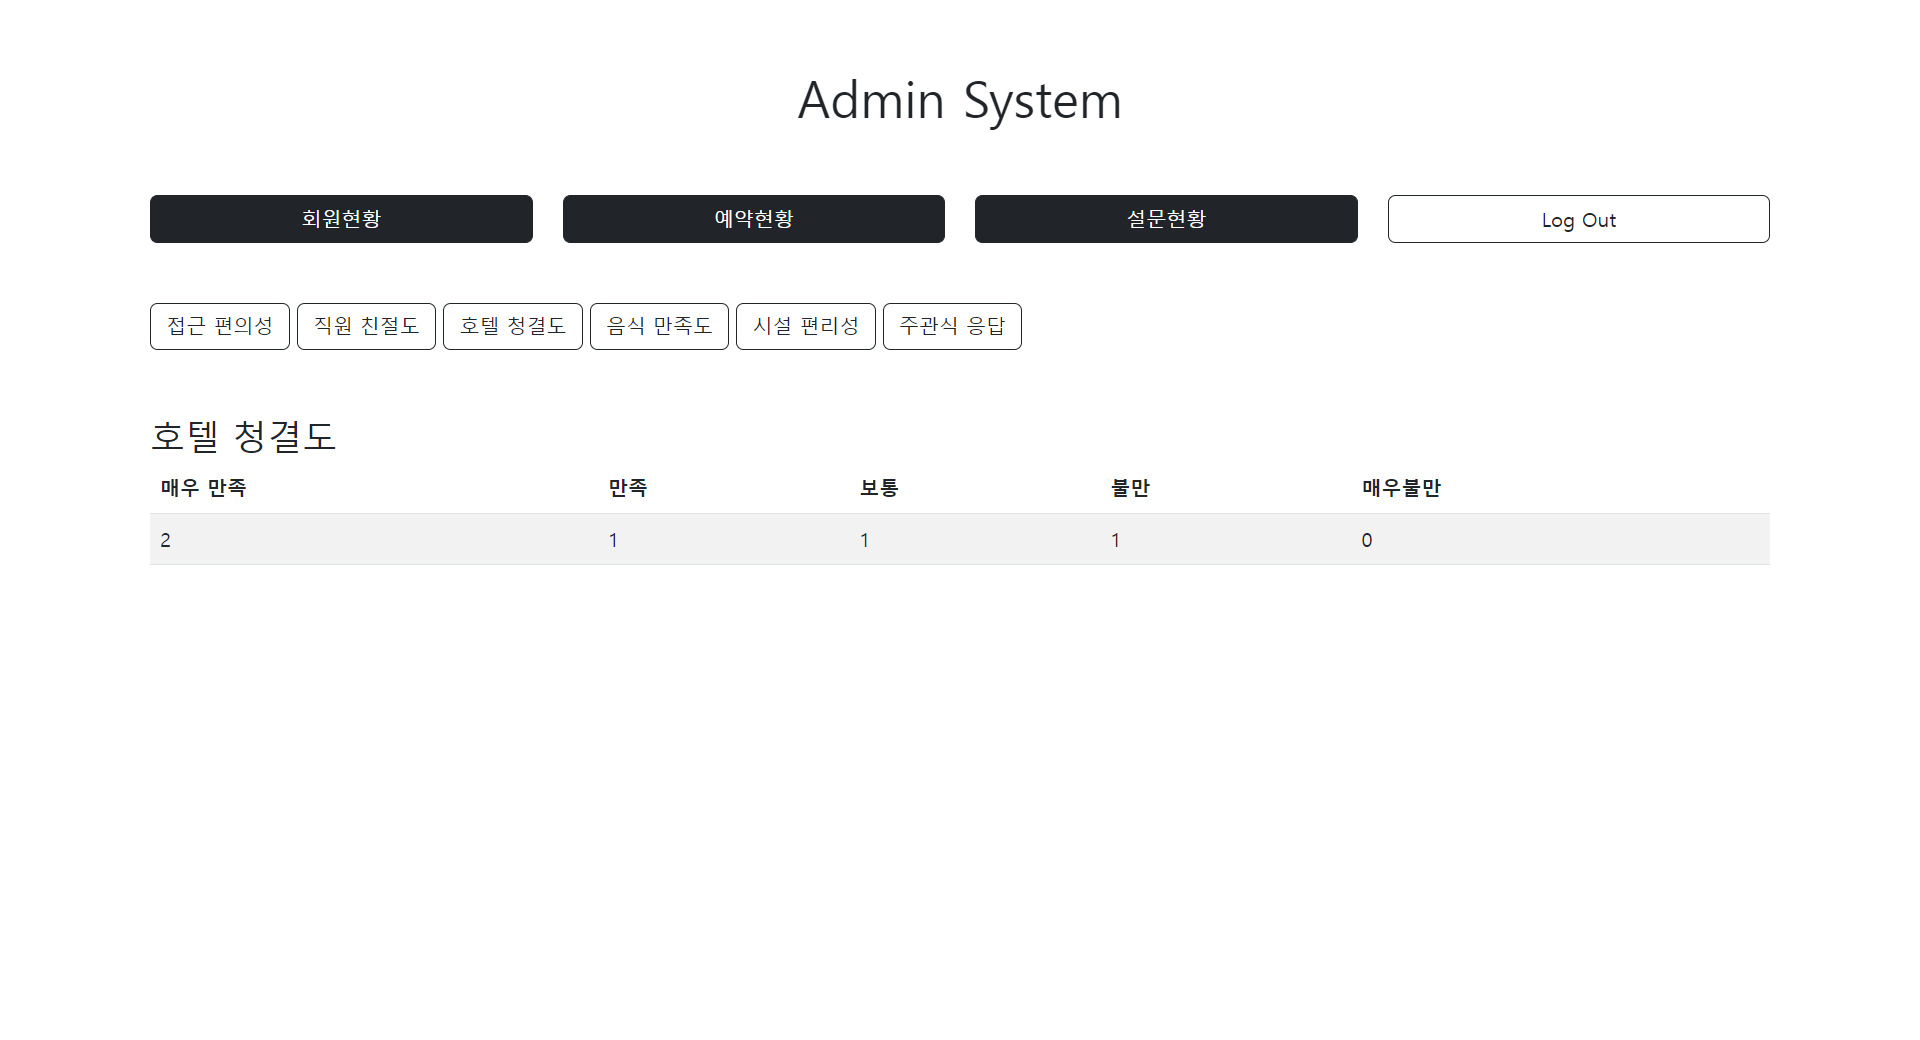 Admin System
회원현황 예약현황 설문현황 Log Out
접근 편의성 직원 친절도 호텔 청결도 음식 만족도 시설 편리성 주관식 응답
호텔 청결도
매우 만족 만족 보통 불만 매우불만
2 1 1 1 0